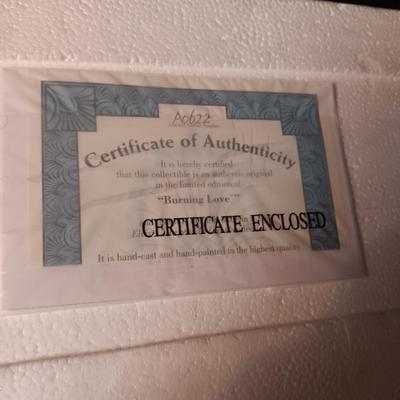 A0622
Certificate of Authenticity
It is hereby certified
that this collectible is an authentic original
in the limited edition of
"Burning Love"™
CERTIFICATE ENCLOSED
It is hand-cast and hand-painted to the highest quality